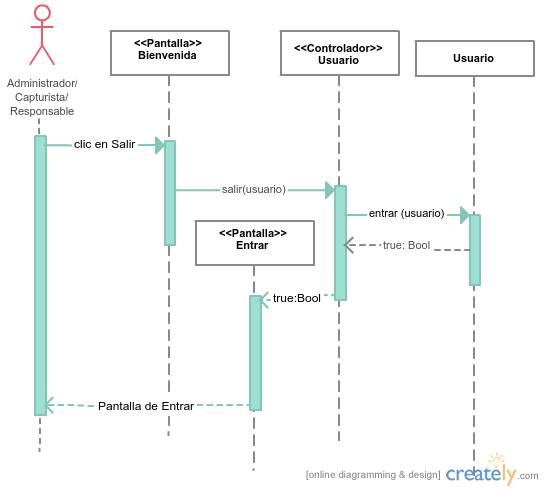 <<Pantalla>>
Bienvenida
<<Controlador>>
Usuario
Usuario
Administrador/
Capturista/
Responsable
clic en Salir
salir(usuario)
entrar (usuario)
<<Pantalla>>
Entrar
true: Bool
true:Bool
Pantalla de Entrar
[online diagramming & design] creately.com